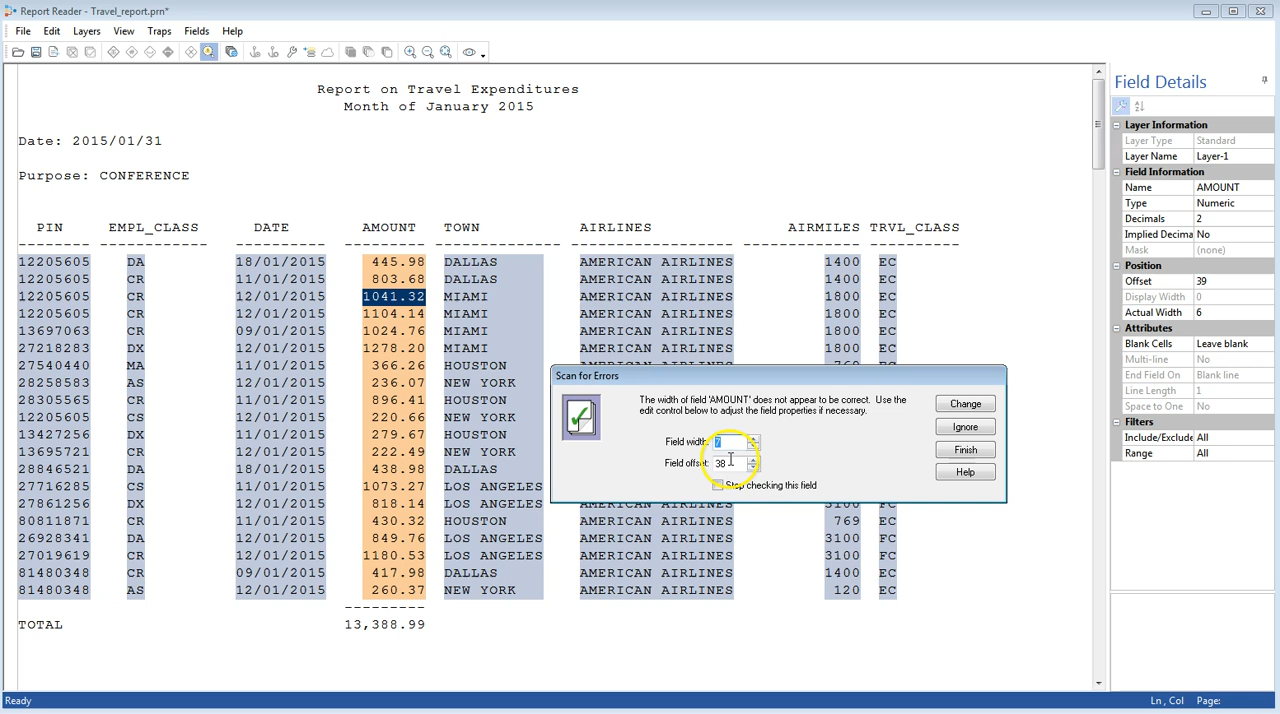 Report Reader - Travel_report.prn*
File Edit Layers View Traps Fields Help
Report on Travel Expenditures
Month of January 2015
Date: 2015/01/31
Purpose: CONFERENCE
PIN EMPL_CLASS DATE AMOUNT TOWN AIRLINES AIRMILES TRVL_CLASS
-------- ------------ ---------- --------- ------------- ------------------ ------------- ----------
12205605 DA 18/01/2015 445.98 DALLAS AMERICAN AIRLINES 1400 EC
12205605 CR 11/01/2015 803.68 DALLAS AMERICAN AIRLINES 1400 EC
12205605 CR 12/01/2015 1041.32 MIAMI AMERICAN AIRLINES 1800 EC
12205605 CR 12/01/2015 1104.14 MIAMI AMERICAN AIRLINES 1800 EC
13697063 CR 09/01/2015 1024.76 MIAMI AMERICAN AIRLINES 1800 EC
27218283 DX 12/01/2015 1278.20 MIAMI AMERICAN AIRLINES 1800 EC
27540440 MA 11/01/2015 366.26 HOUSTON AMERICAN AIRLINES 769 EC
28258583 AS 12/01/2015 236.07 NEW YORK
28305565 CR 11/01/2015 896.41 HOUSTON
12205605 CS 12/01/2015 220.66 NEW YORK
13427256 DX 11/01/2015 279.67 HOUSTON
13695721 CR 12/01/2015 222.49 NEW YORK
28846521 DA 03/01/2015 438.98 DALLAS
27756285 CS 11/01/2015 1073.27 LOS ANGELES
27861256 DX 12/01/2015 818.14 LOS ANGELES AMERICAN AIRLINES 3100 FC
80811871 CR 11/01/2015 430.32 HOUSTON AMERICAN AIRLINES 769 EC
26928341 DA 03/01/2015 849.76 LOS ANGELES AMERICAN AIRLINES 3100 FC
27019619 CR 12/01/2015 1180.53 LOS ANGELES AMERICAN AIRLINES 3100 FC
81480348 CR 09/01/2015 417.98 DALLAS AMERICAN AIRLINES 1400 EC
81480348 AS 12/01/2015 260.37 NEW YORK AMERICAN AIRLINES 120 EC
---------
TOTAL 13,388.99
Scan for Errors
The width of field 'AMOUNT' does not appear to be correct. Use the
edit control below to adjust the field properties if necessary.
Field width: 7
Field offset: 38
Stop checking this field
Change
Ignore
Finish
Help
Field Details
Layer Information
Layer Type Standard
Layer Name Layer-1
Field Information
Name AMOUNT
Type Numeric
Decimals 2
Implied Decima No
Mask (none)
Position
Offset 39
Display Width 0
Actual Width 6
Attributes
Blank Cells Leave blank
Multi-line No
End Field On Blank line
Line Length 1
Space to One No
Filters
Include/Exclude All
Range All
Ready
Ln , Col Page: